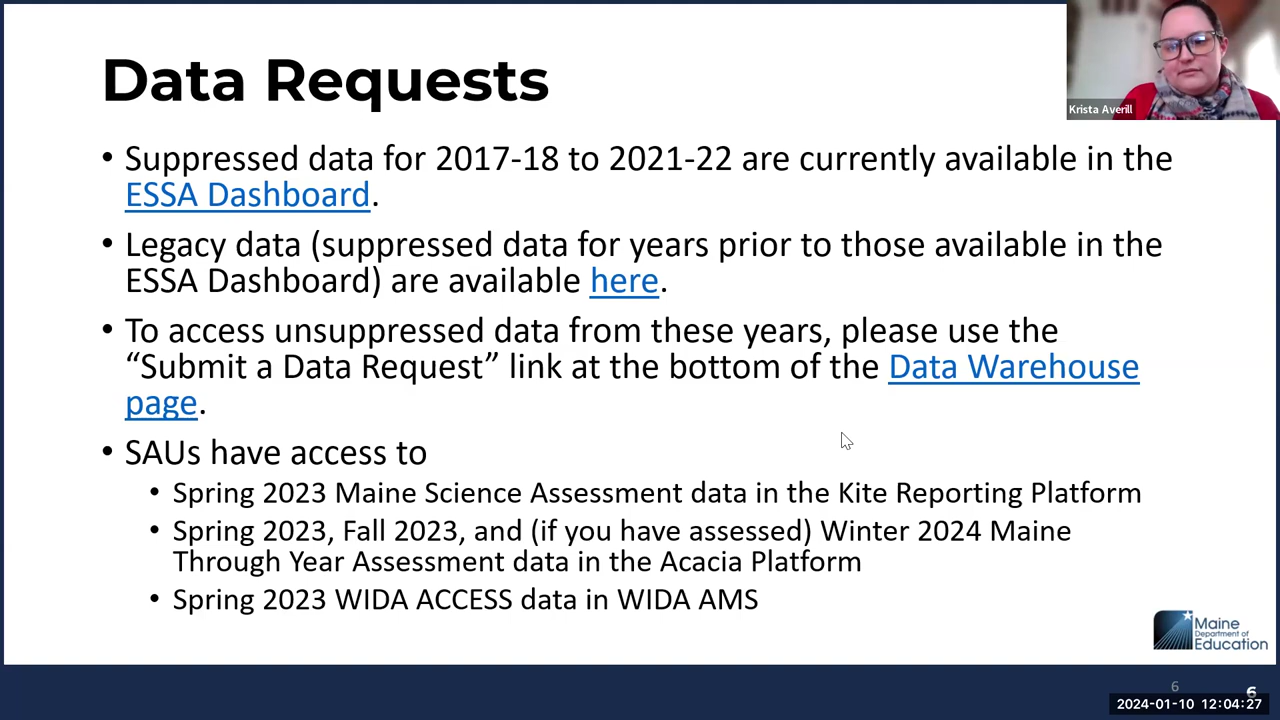 Data Requests
Krista Averill
• Suppressed data for 2017-18 to 2021-22 are currently available in the
ESSA Dashboard.
• Legacy data (suppressed data for years prior to those available in the
ESSA Dashboard) are available here.
• To access unsuppressed data from these years, please use the
“Submit a Data Request” link at the bottom of the Data Warehouse
page.
• SAUs have access to
• Spring 2023 Maine Science Assessment data in the Kite Reporting Platform
• Spring 2023, Fall 2023, and (if you have assessed) Winter 2024 Maine
Through Year Assessment data in the Acacia Platform
• Spring 2023 WIDA ACCESS data in WIDA AMS
Maine
Department of
Education
6
6
2024-01-10 12:04:27